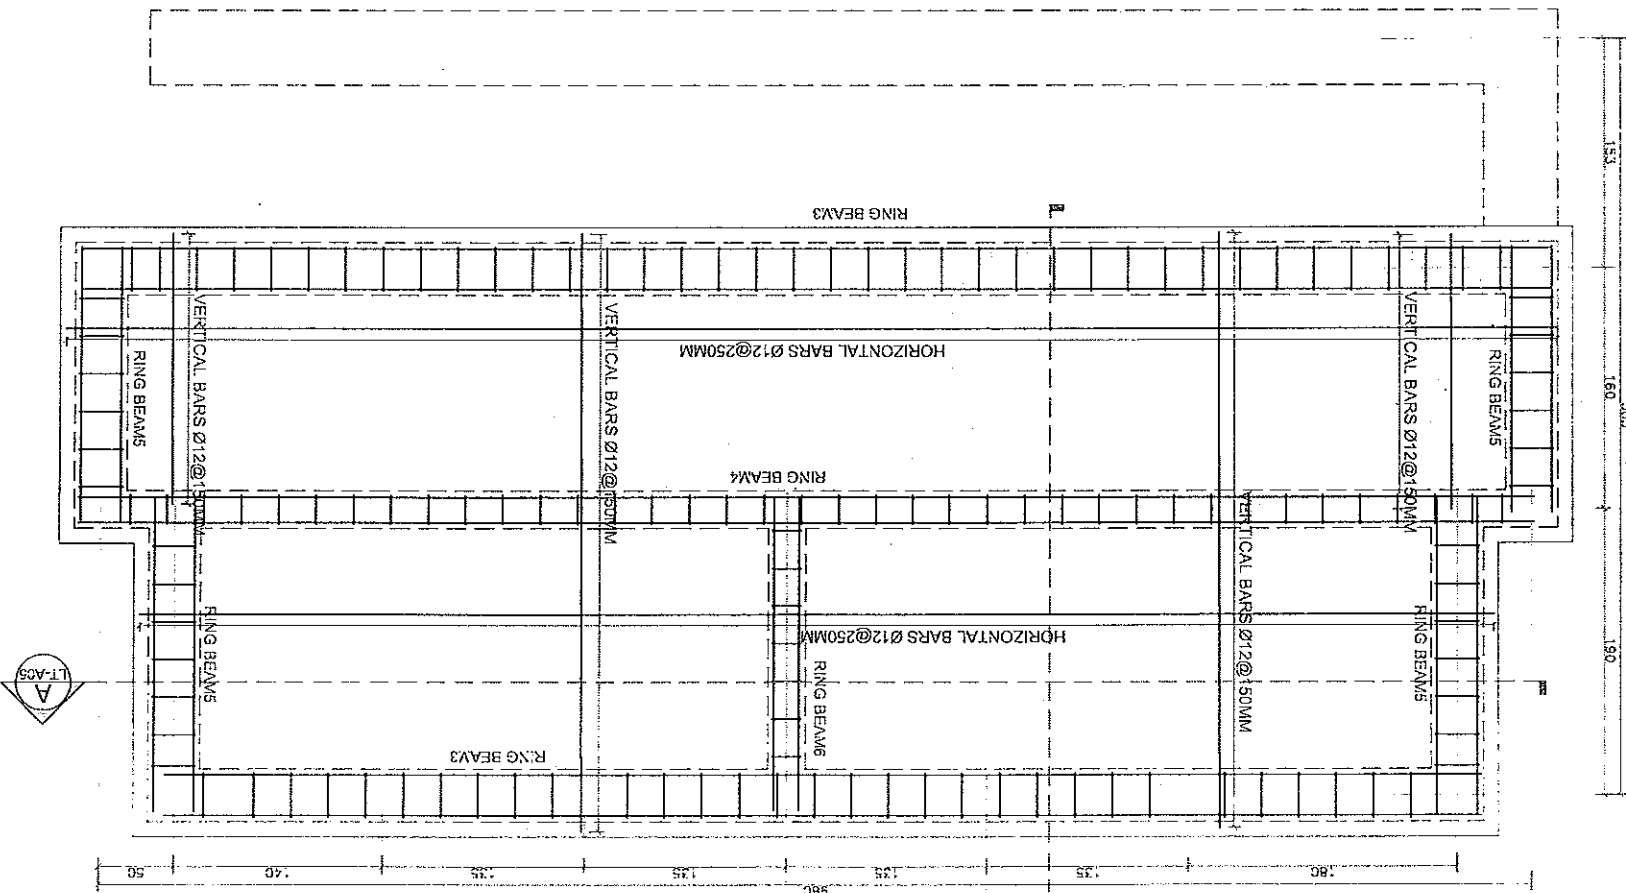 RING BEAM3
153
HORIZONTAL BARS Ø12@250MM
VERTICAL BARS Ø12@150MM
VERTICAL BARS Ø12@150MM
VERTICAL BARS Ø12@150MM
RING BEAM5
RING BEAM5
160
RING BEAM4
VERTICAL BARS Ø12@150MM
HORIZONTAL BARS Ø12@250MM
RING BEAM5
RING BEAM6
RING BEAM5
190
A
LT-A05
RING BEAM3
50
140
135
135
135
135
180